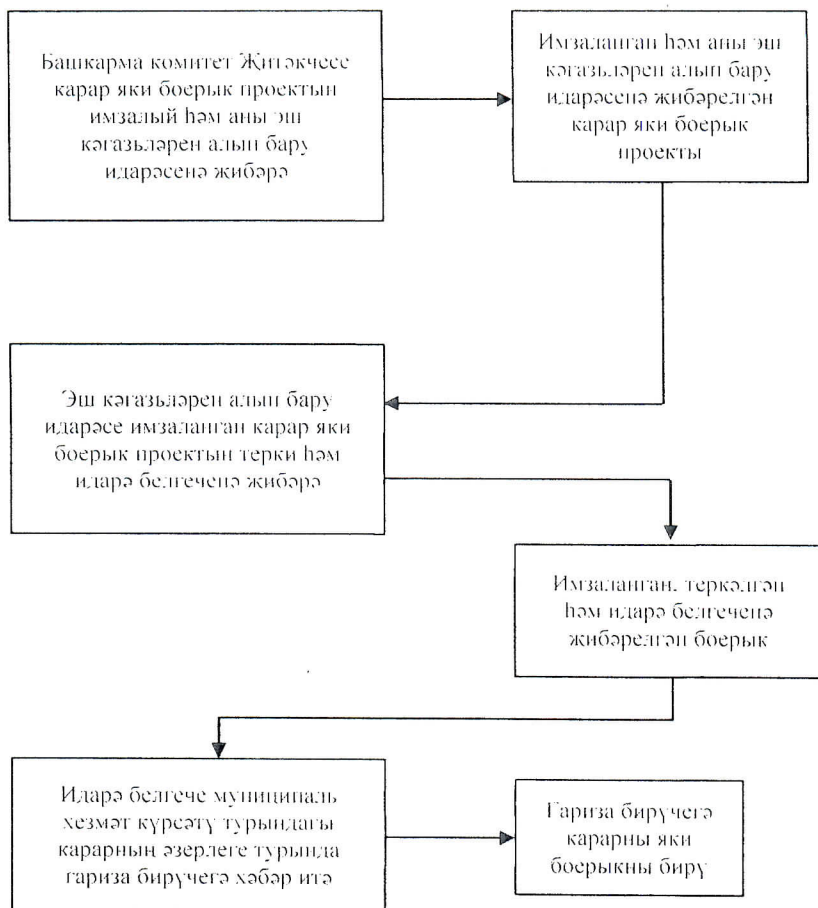 Башкарма комитет Җитәкчесе
карар яки боерык проектын
имзалый һәм аны эш
кәгазьләрен алып бару
идарәсенә җибәрә
Имзаланган һәм аны эш
кәгазьләрен алып бару
идарәсенә җибәрелгән
карар яки боерык
проекты
Эш кәгазьләрен алып бару
идарәсе имзаланган карар яки
боерык проектын терки һәм
идарә белгеченә җибәрә
Имзаланган, теркәлгән
һәм идарә белгеченә
җибәрелгән боерык
Идарә белгече муниципаль
хезмәт күрсәтү турындагы
карарның әзерлеге турында
гариза бирүчегә хәбәр итә
Гариза бирүчегә
карарны яки
боерыкны бирү